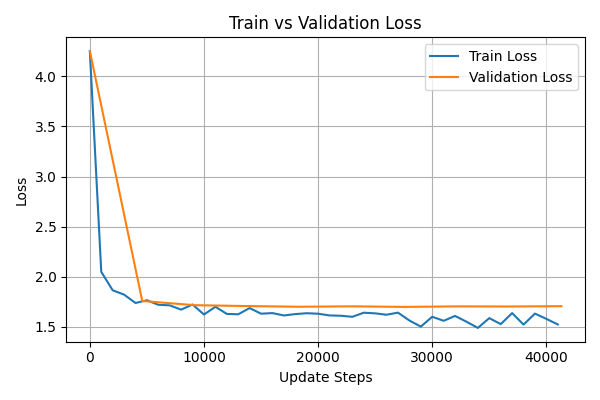 Train vs Validation Loss
Train Loss
Validation Loss
4.0
3.5
3.0
2.5
2.0
1.5
Loss
0 10000 20000 30000 40000
Update Steps